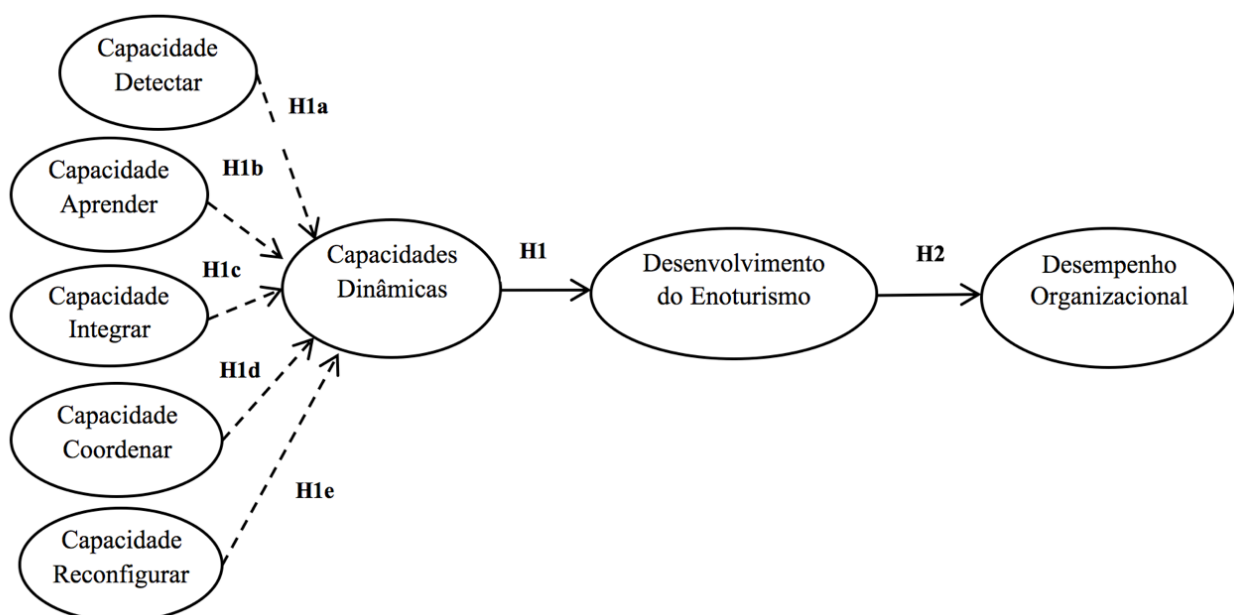 Capacidade
Detectar
H1a
Capacidade
Aprender
H1b
Capacidade
Integrar
H1c
Capacidade
Coordenar
H1d
Capacidade
Reconfigurar
H1e
Capacidades
Dinâmicas
H1
Desenvolvimento
do Enoturismo
H2
Desempenho
Organizacional